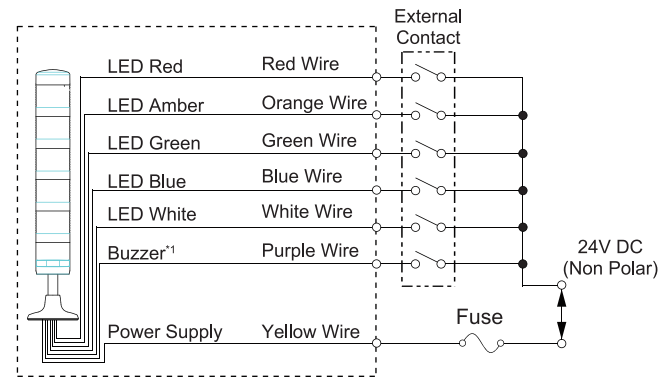 External
Contact
LED Red Red Wire
LED Amber Orange Wire
LED Green Green Wire
LED Blue Blue Wire
LED White White Wire
Buzzer*1 Purple Wire
24V DC
(Non Polar)
Power Supply Yellow Wire
Fuse